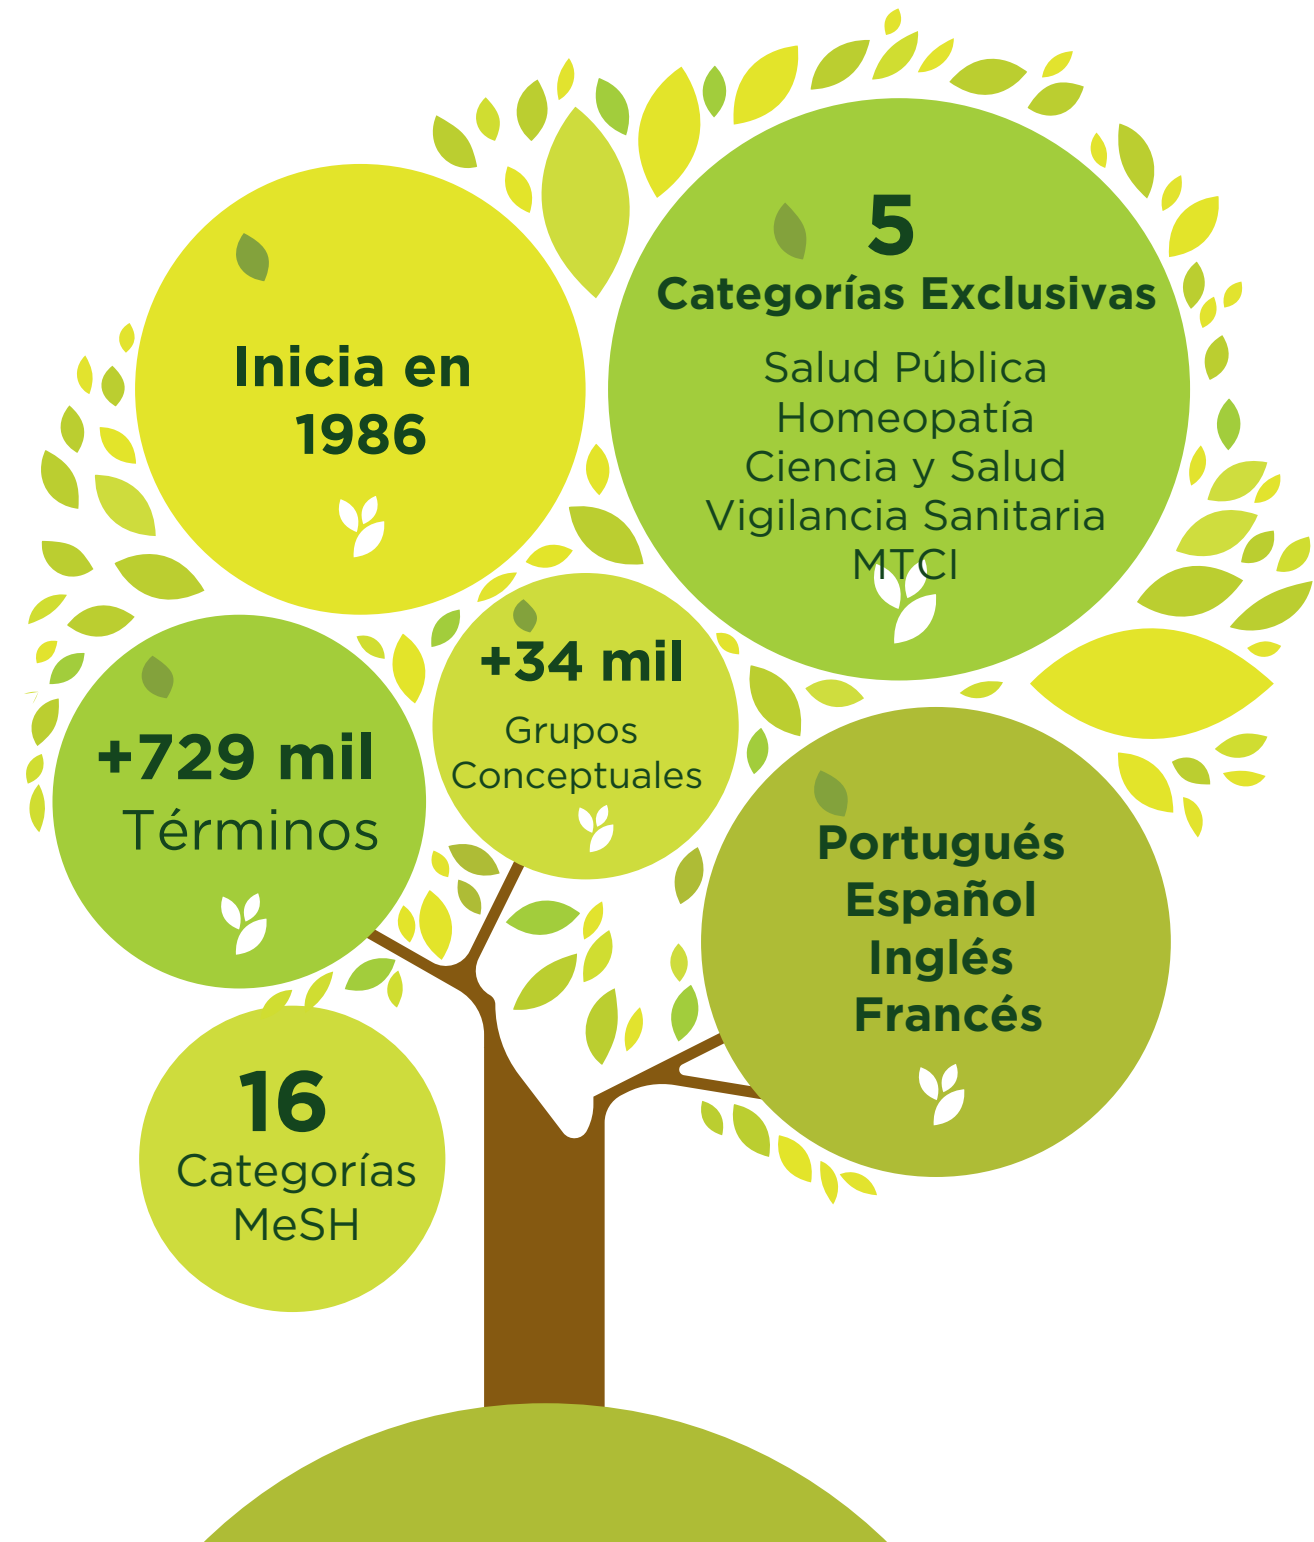 Inicia en
1986
5
Categorías Exclusivas
Salud Pública
Homeopatía
Ciencia y Salud
Vigilancia Sanitaria
MTCI
+34 mil
Grupos
Conceptuales
+729 mil
Términos
Portugués
Español
Inglés
Francés
16
Categorías
MeSH